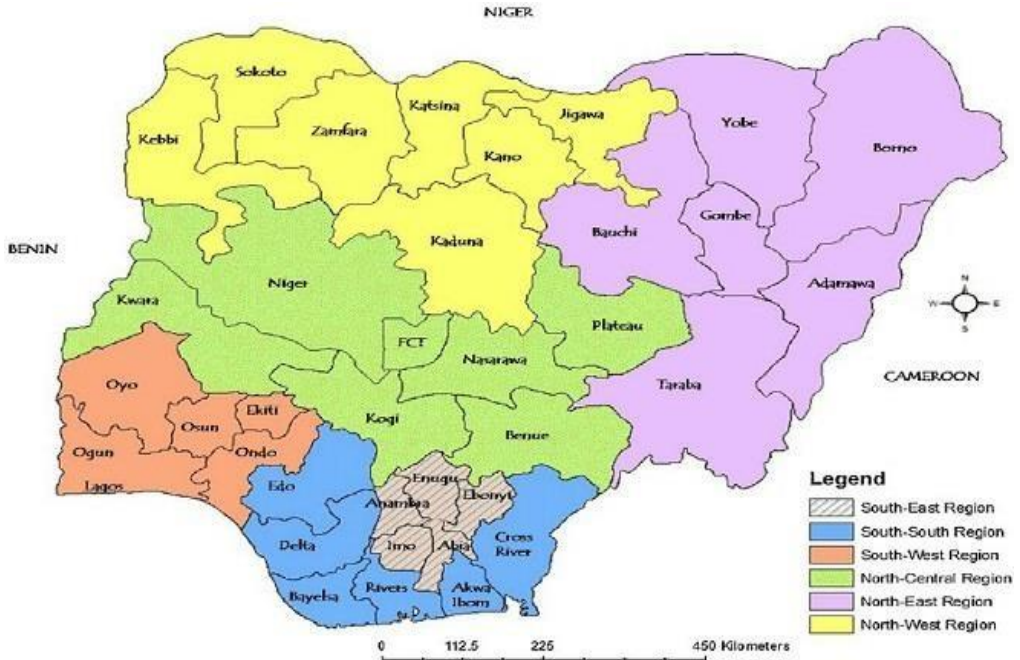 NIGER
Sokoto
Katsina
Jigawa
Yobe
Kebbi
Zamfara
Kano
Borno
Gombe
Bauchi
BENIN
Kaduna
Niger
Adamawa
Kwara
N
W
E
S
Plateau
FCT
Nasarawa
CAMEROON
Oyo
Taraba
Ekiti
Kogi
Osun
Benue
Ogun
Ondo
Lagos
Edo
Enugu
Ebonyi
Anambra
Delta
Imo
Abia
Cross
River
Bayelsa
Rivers
Akwa
Ibom
Legend
South-East Region
South-South Region
South-West Region
North-Central Region
North-East Region
North-West Region
0 112.5 225 450 Kilometers